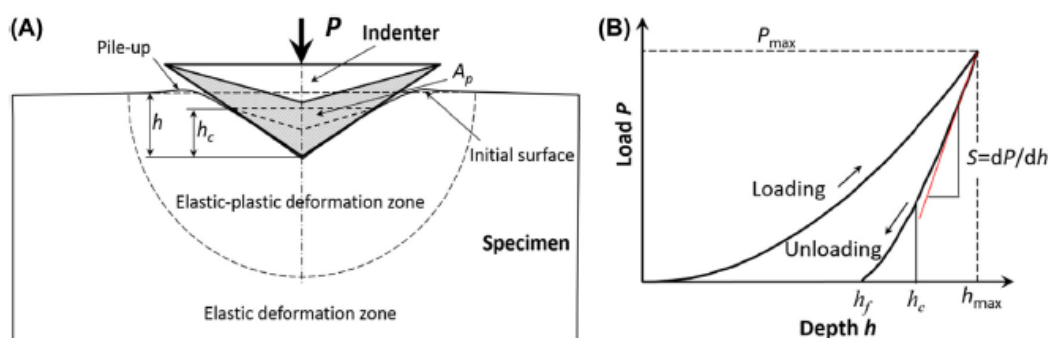 (A)
P
Indenter
Pile-up
A_p
h
h_c
Initial surface
Elastic-plastic deformation zone
Specimen
Elastic deformation zone
(B)
P_max
Load P
S=dP/dh
Loading
Unloading
h_f
h_c
h_max
Depth h